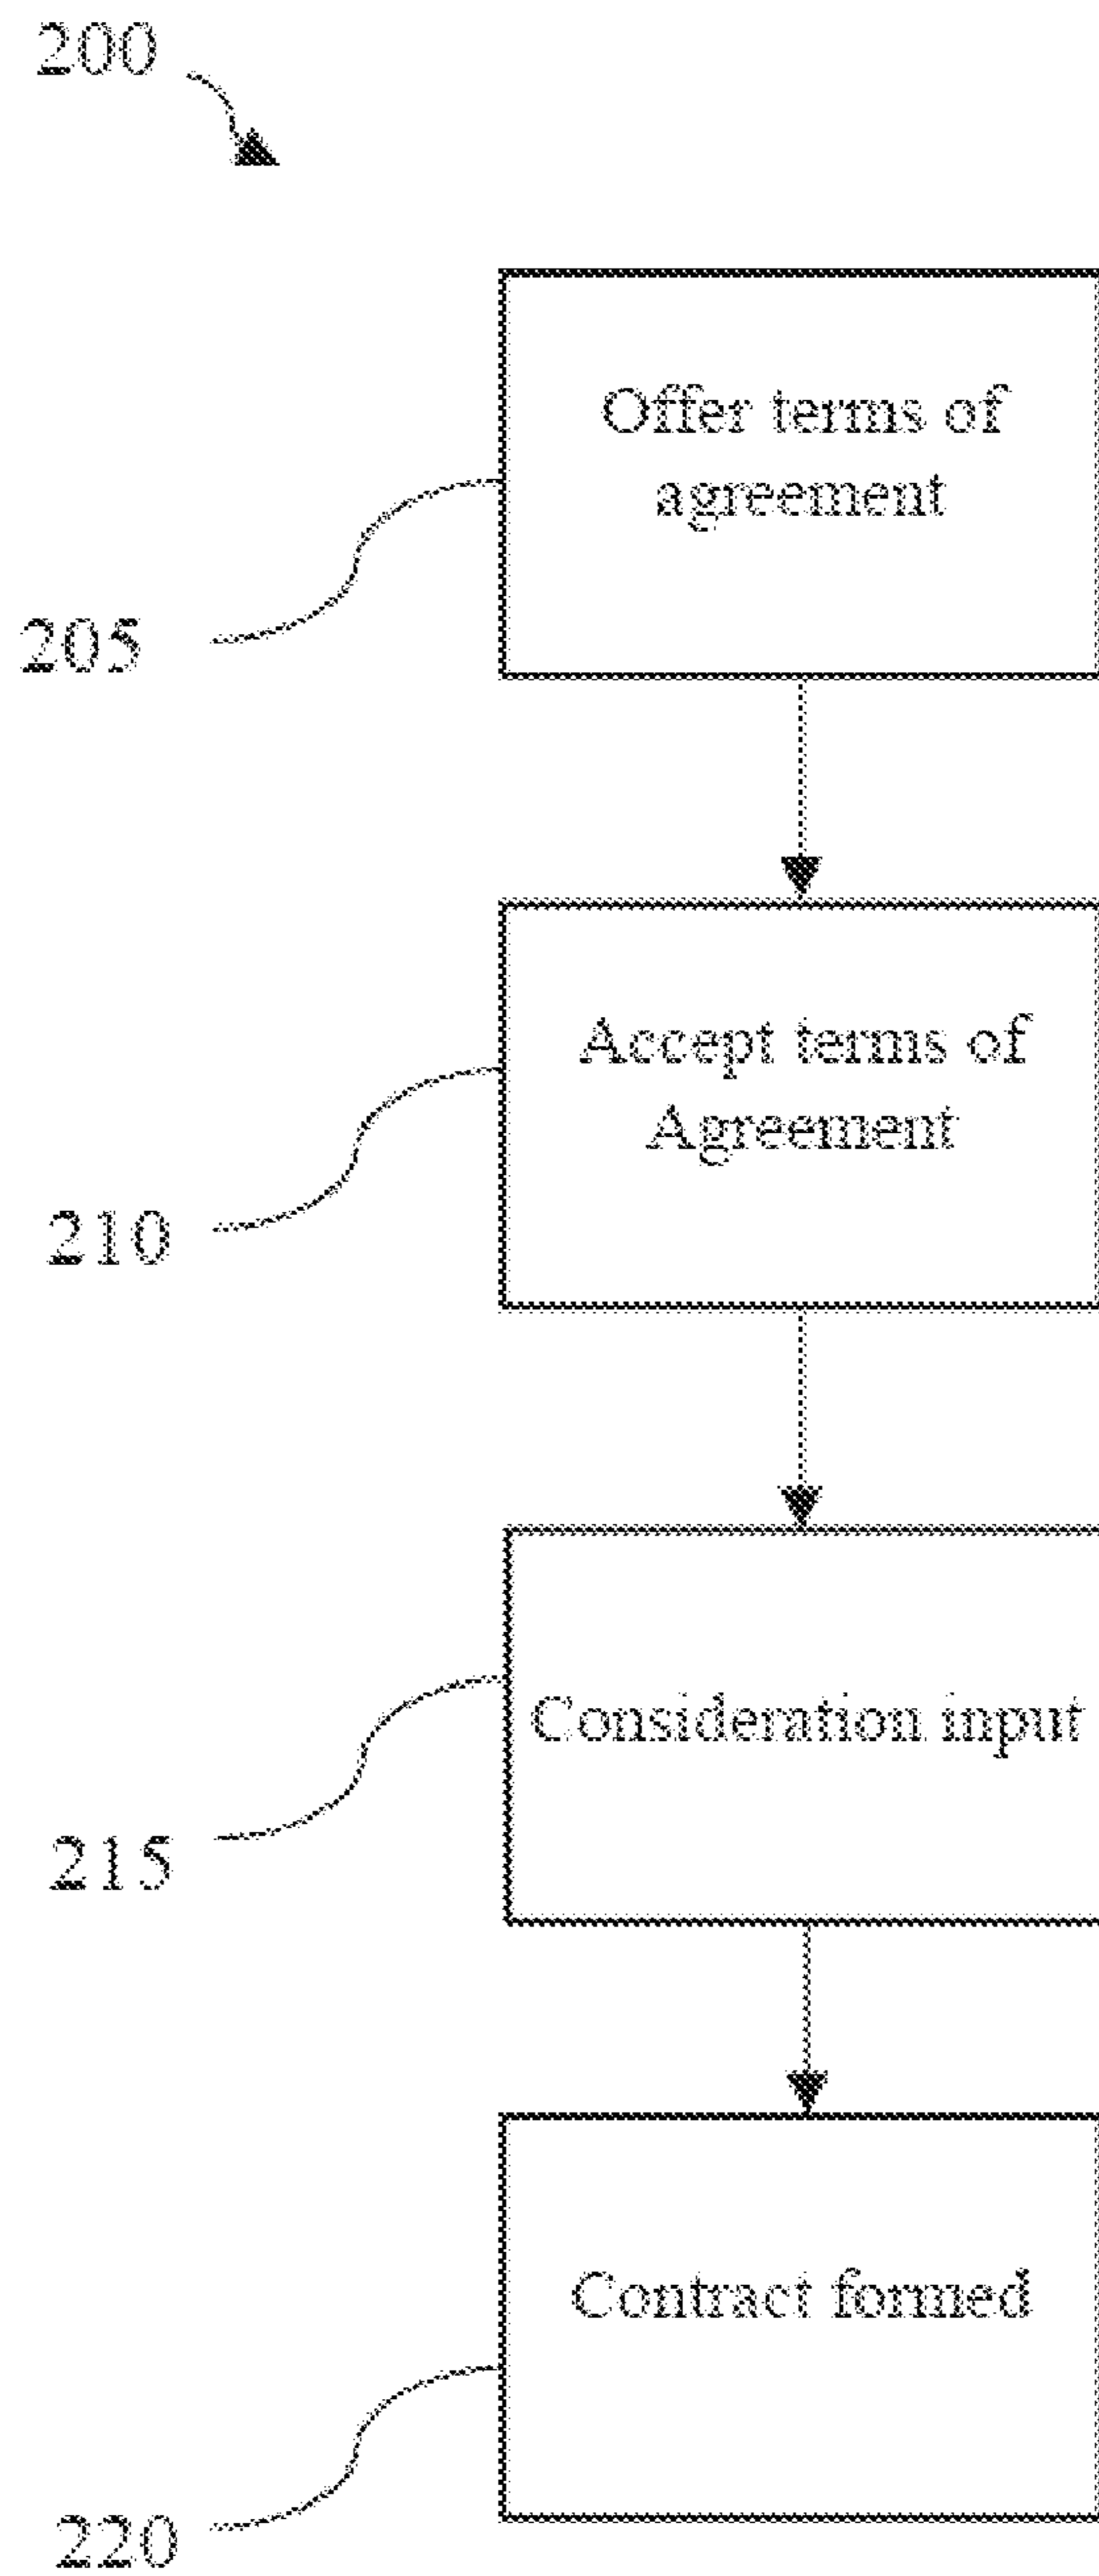 200
Offer terms of
agreement
205
Accept terms of
Agreement
210
Consideration input
215
Contract formed
220